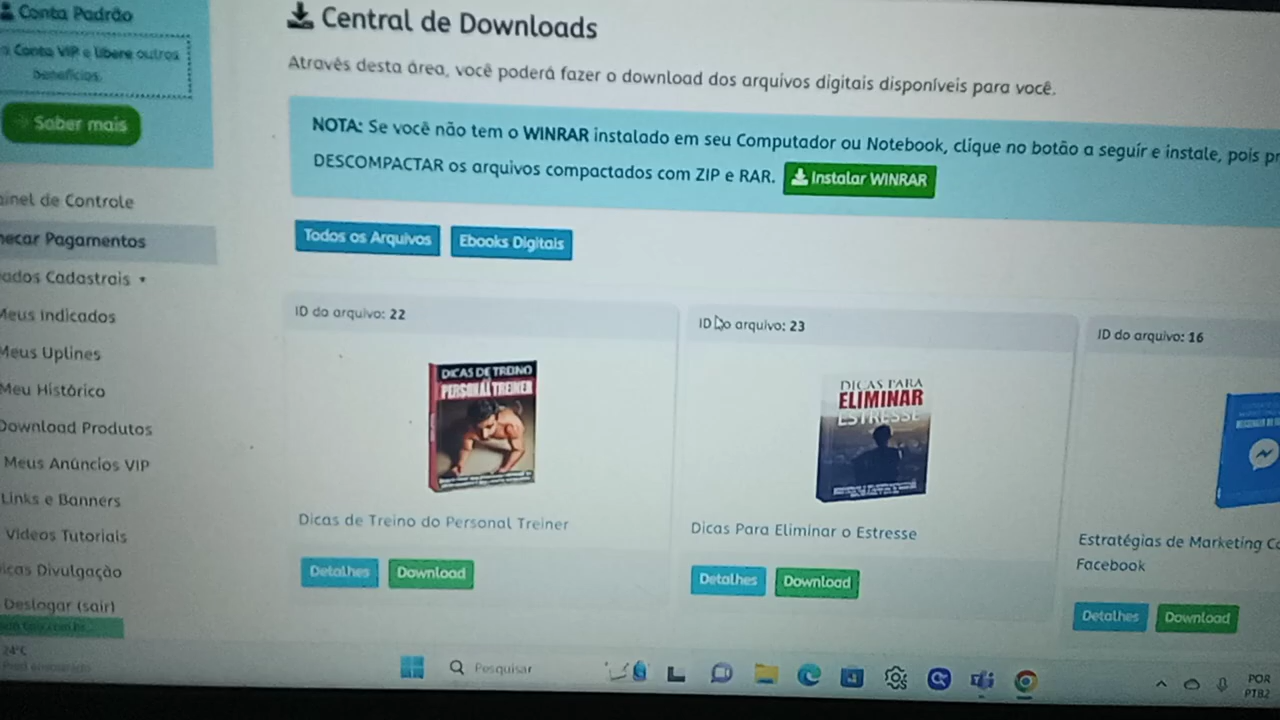 Conta Padrão
Conta VIP e libere outros
benefícios.
Saber mais
inel de Controle
hecar Pagamentos
ados Cadastrais
Meus Indicados
Meus Uplines
Meu Histórico
Download Produtos
Meus Anúncios VIP
Links e Banners
Videos Tutoriais
icas Divulgação
Deslogar (sair)
24°C
Central de Downloads
Através desta área, você poderá fazer o download dos arquivos digitais disponíveis para você.
NOTA: Se você não tem o WINRAR instalado em seu Computador ou Notebook, clique no botão a seguir e instale, pois pr
DESCOMPACTAR os arquivos compactados com ZIP e RAR. Instalar WINRAR
Todos os Arquivos Ebooks Digitais
ID do arquivo: 22
DICAS DE TREINO
PERSONAL TREINER
Dicas de Treino do Personal Treiner
Detalhes Download
ID do arquivo: 23
DICAS PARA
ELIMINAR
ESTRESSE
Dicas Para Eliminar o Estresse
Detalhes Download
ID do arquivo: 16
Estratégias de Marketing Co
Facebook
Detalhes Download
Pesquisar
POR
PTB2